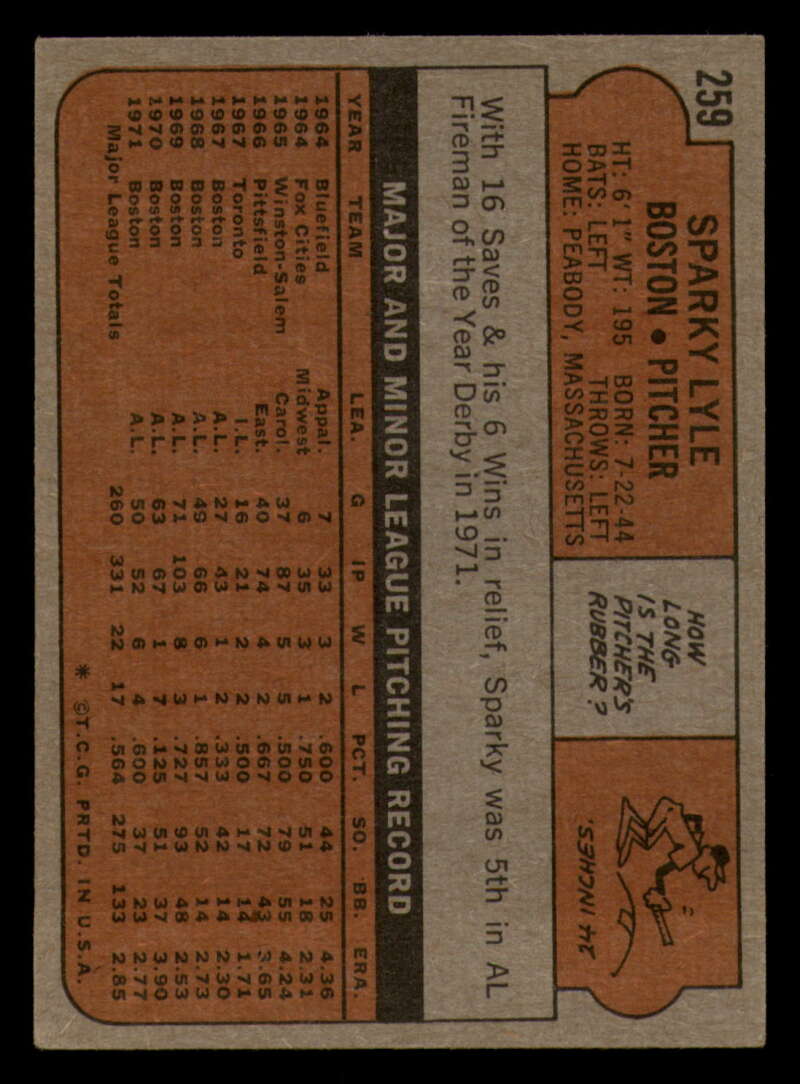 259
SPARKY LYLE
BOSTON • PITCHER
HT: 6'1" WT: 195 BORN: 7-22-44
BATS: LEFT THROWS: LEFT
HOME: PEABODY, MASSACHUSETTS
HOW
LONG
IS THE
PITCHER'S
RUBBER?
24 INCHES.
With 16 Saves & his 6 Wins in relief, Sparky was 5th in AL
Fireman of the Year Derby in 1971.
MAJOR AND MINOR LEAGUE PITCHING RECORD
YEAR TEAM LEA. G IP W L PCT. SO. BB. ERA.
1964 Bluefield Appal. 7 33 3 2 .600 44 25 4.36
1964 Fox Cities Midwest 6 35 3 1 .750 51 18 2.31
1965 Winston-Salem Carol. 37 87 5 5 .500 79 55 4.24
1966 Pittsfield East. 40 74 4 2 .667 72 43 3.65
1967 Toronto I.L. 16 21 2 2 .500 17 14 1.71
1967 Boston A.L. 27 43 1 2 .333 42 14 2.30
1968 Boston A.L. 49 66 6 1 .857 52 14 2.73
1969 Boston A.L. 71 103 8 3 .727 93 48 2.53
1970 Boston A.L. 63 67 1 7 .125 51 37 3.90
1971 Boston A.L. 50 52 6 4 .600 37 23 2.77
Major League Totals 260 331 22 17 .564 275 133 2.85
* ©T.C.G. PRTD. IN U.S.A.